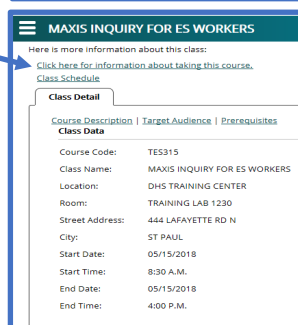 MAXIS INQUIRY FOR ES WORKERS
Here is more information about this class:
Click here for information about taking this course.
Class Schedule
Class Detail
Course Description | Target Audience | Prerequisites
Class Data
Course Code: TES315
Class Name: MAXIS INQUIRY FOR ES WORKERS
Location: DHS TRAINING CENTER
Room: TRAINING LAB 1230
Street Address: 444 LAFAYETTE RD N
City: ST PAUL
Start Date: 05/15/2018
Start Time: 8:30 A.M.
End Date: 05/15/2018
End Time: 4:00 P.M.